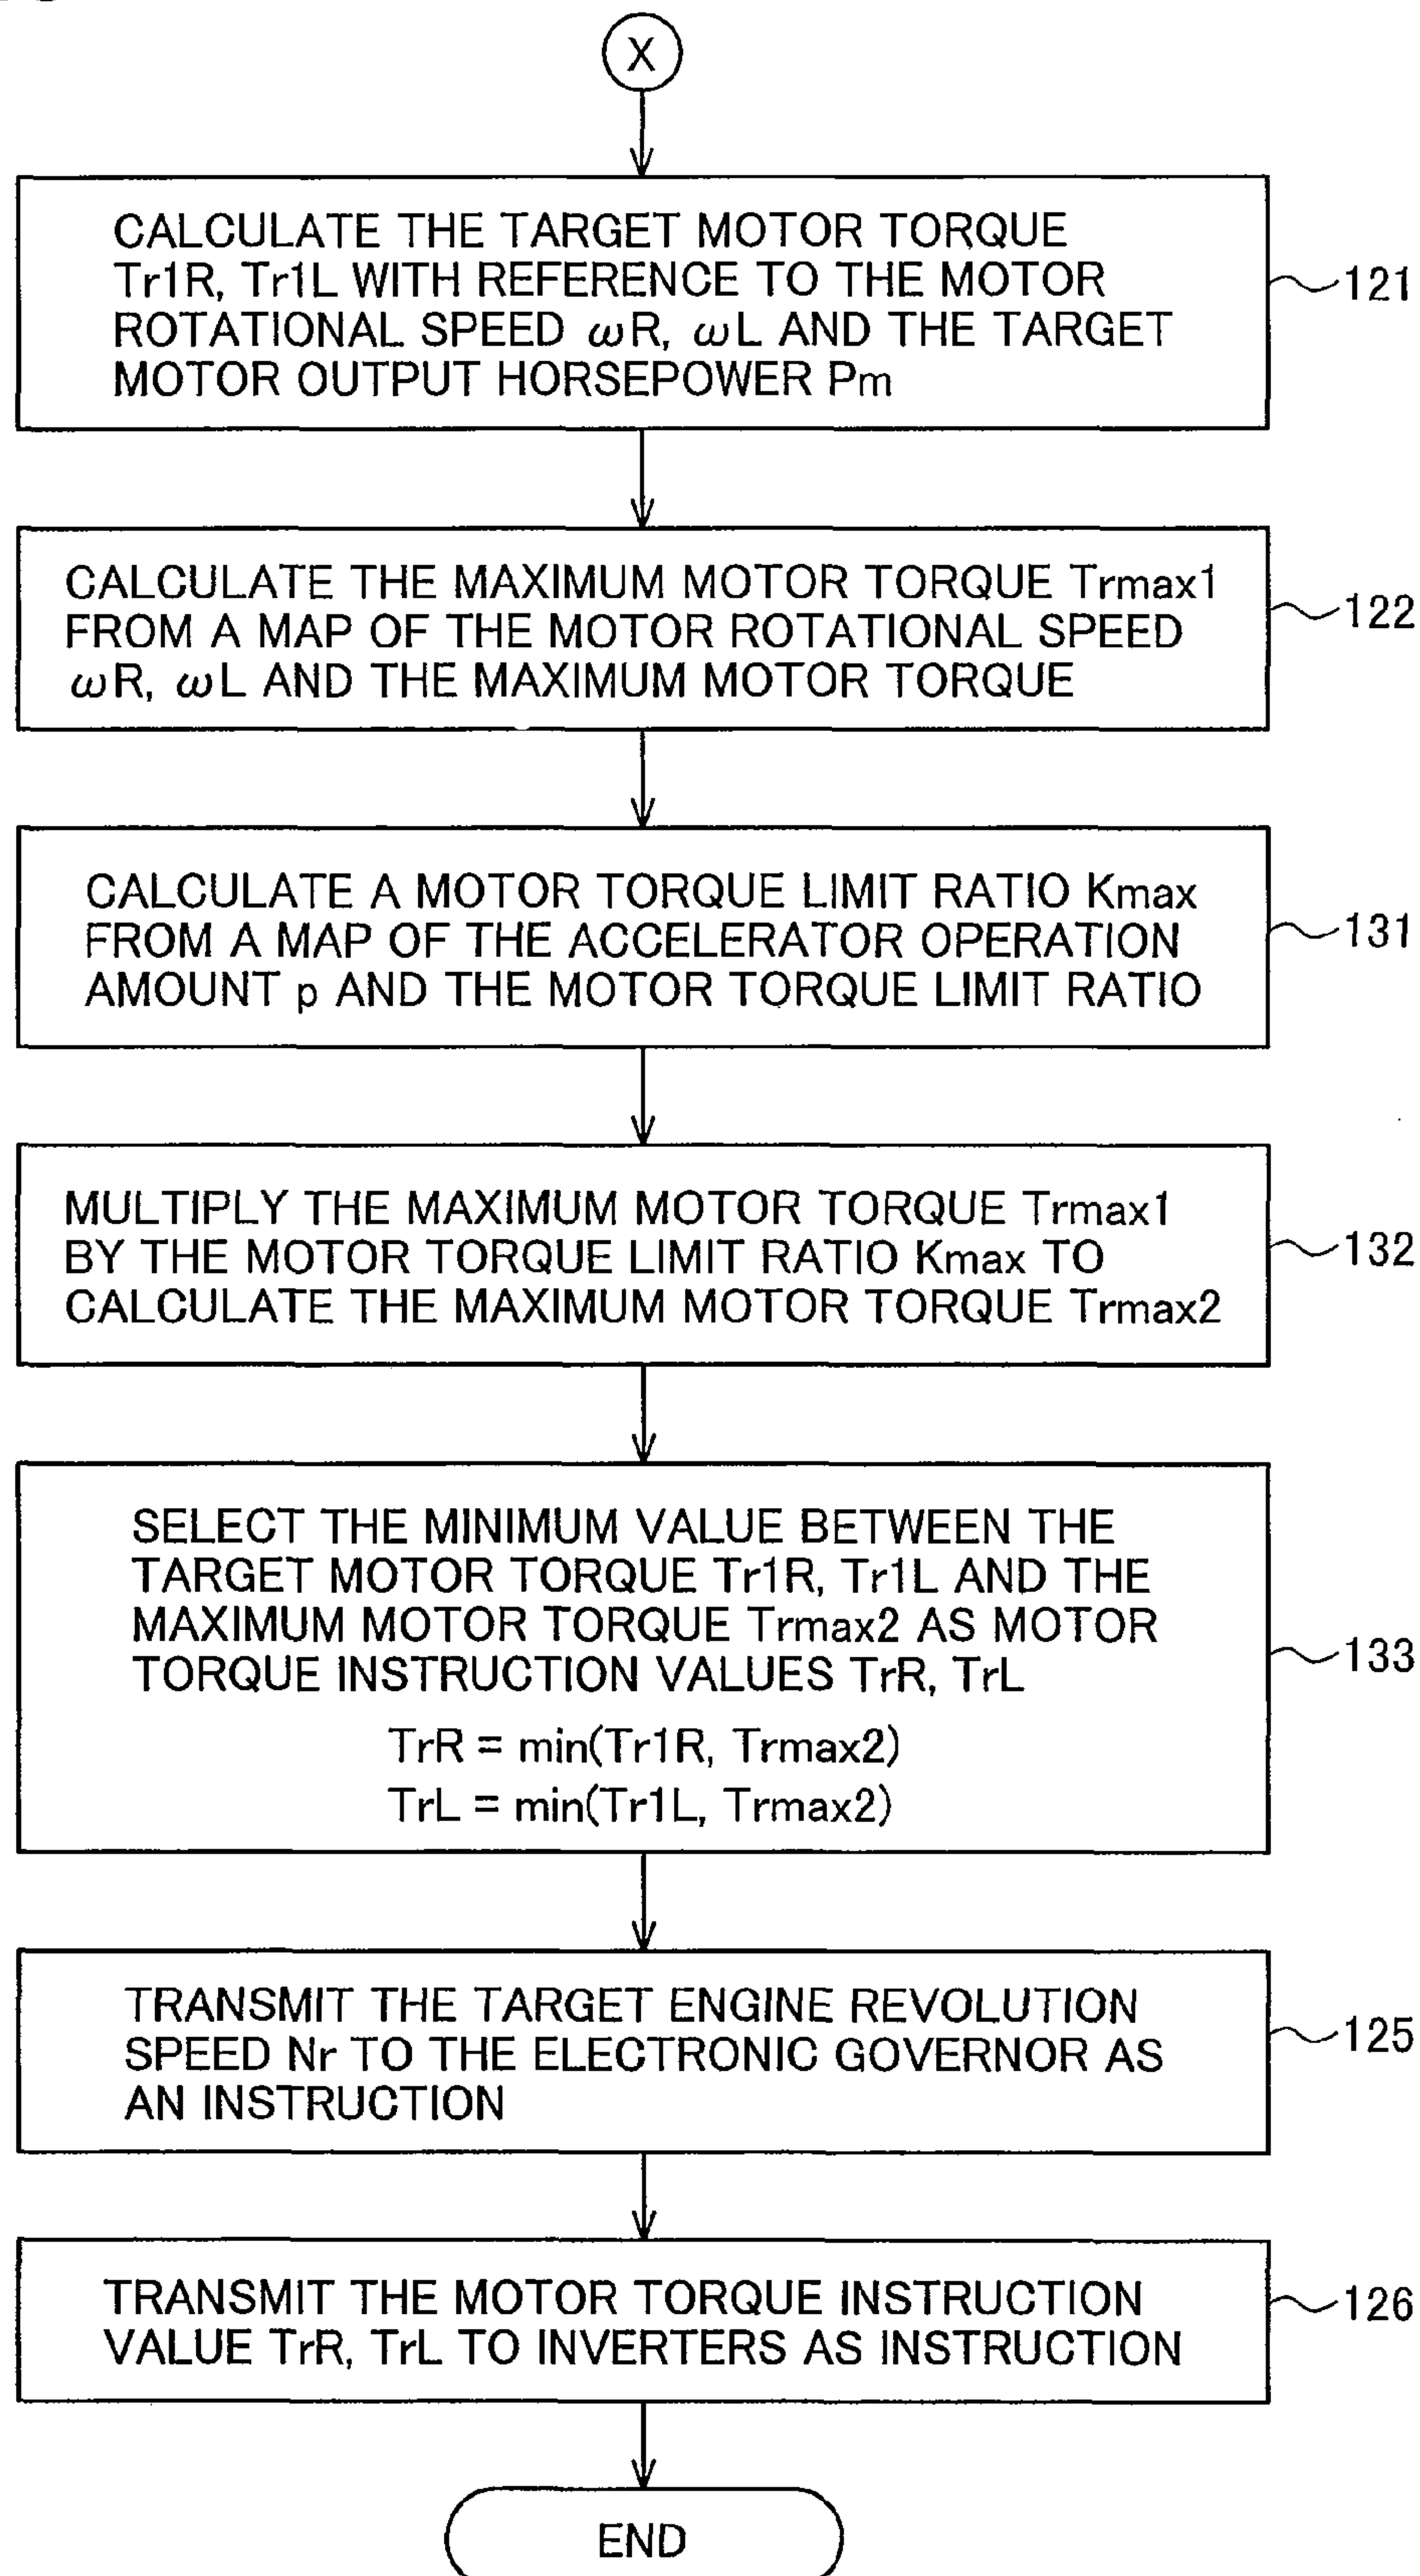 X
CALCULATE THE TARGET MOTOR TORQUE
Tr1R, Tr1L WITH REFERENCE TO THE MOTOR
ROTATIONAL SPEED ωR, ωL AND THE TARGET
MOTOR OUTPUT HORSEPOWER Pm
121
CALCULATE THE MAXIMUM MOTOR TORQUE Trmax1
FROM A MAP OF THE MOTOR ROTATIONAL SPEED
ωR, ωL AND THE MAXIMUM MOTOR TORQUE
122
CALCULATE A MOTOR TORQUE LIMIT RATIO Kmax
FROM A MAP OF THE ACCELERATOR OPERATION
AMOUNT p AND THE MOTOR TORQUE LIMIT RATIO
131
MULTIPLY THE MAXIMUM MOTOR TORQUE Trmax1
BY THE MOTOR TORQUE LIMIT RATIO Kmax TO
CALCULATE THE MAXIMUM MOTOR TORQUE Trmax2
132
SELECT THE MINIMUM VALUE BETWEEN THE
TARGET MOTOR TORQUE Tr1R, Tr1L AND THE
MAXIMUM MOTOR TORQUE Trmax2 AS MOTOR
TORQUE INSTRUCTION VALUES TrR, TrL
TrR = min(Tr1R, Trmax2)
TrL = min(Tr1L, Trmax2)
133
TRANSMIT THE TARGET ENGINE REVOLUTION
SPEED Nr TO THE ELECTRONIC GOVERNOR AS
AN INSTRUCTION
125
TRANSMIT THE MOTOR TORQUE INSTRUCTION
VALUE TrR, TrL TO INVERTERS AS INSTRUCTION
126
END